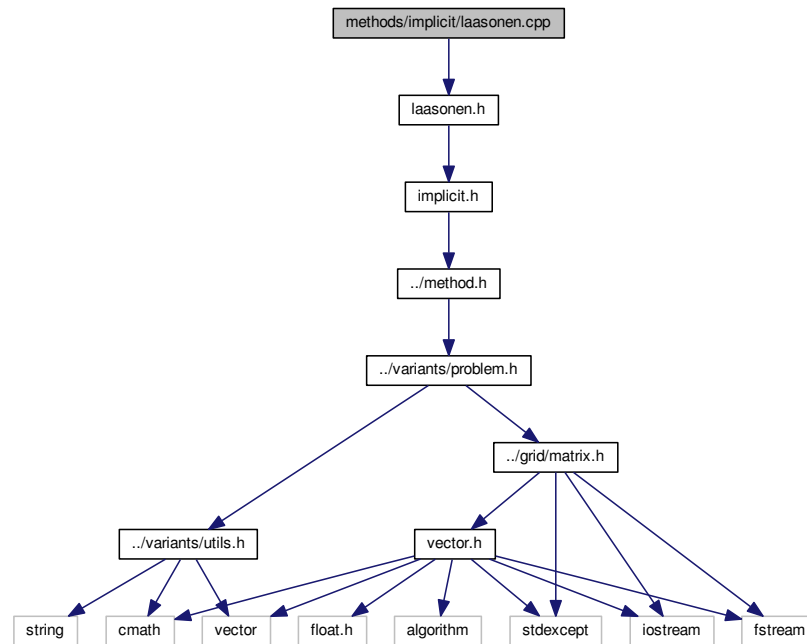 methods/implicit/laasonen.cpp
laasonen.h
implicit.h
../method.h
../variants/problem.h
../grid/matrix.h
../variants/utils.h
vector.h
string
cmath
vector
float.h
algorithm
stdexcept
iostream
fstream